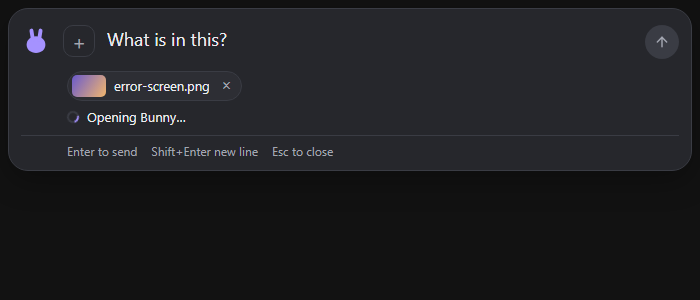 What is in this?
error-screen.png
Opening Bunny...
Enter to send Shift+Enter new line Esc to close